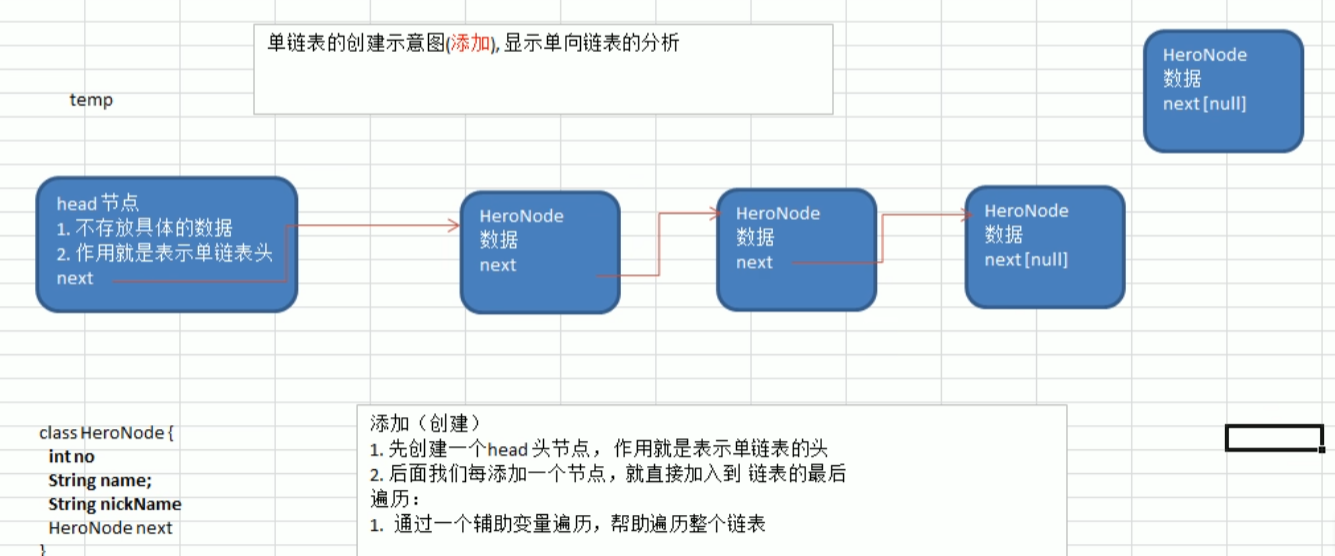 单链表的创建示意图(添加), 显示单向链表的分析
temp
HeroNode
数据
next [null]
head 节点
1. 不存放具体的数据
2. 作用就是表示单链表头
next
HeroNode
数据
next
HeroNode
数据
next
HeroNode
数据
next [null]
class HeroNode {
int no
String name;
String nickName
HeroNode next
}
添加（创建）
1. 先创建一个head 头节点，作用就是表示单链表的头
2. 后面我们每添加一个节点，就直接加入到 链表的最后
遍历：
1. 通过一个辅助变量遍历，帮助遍历整个链表